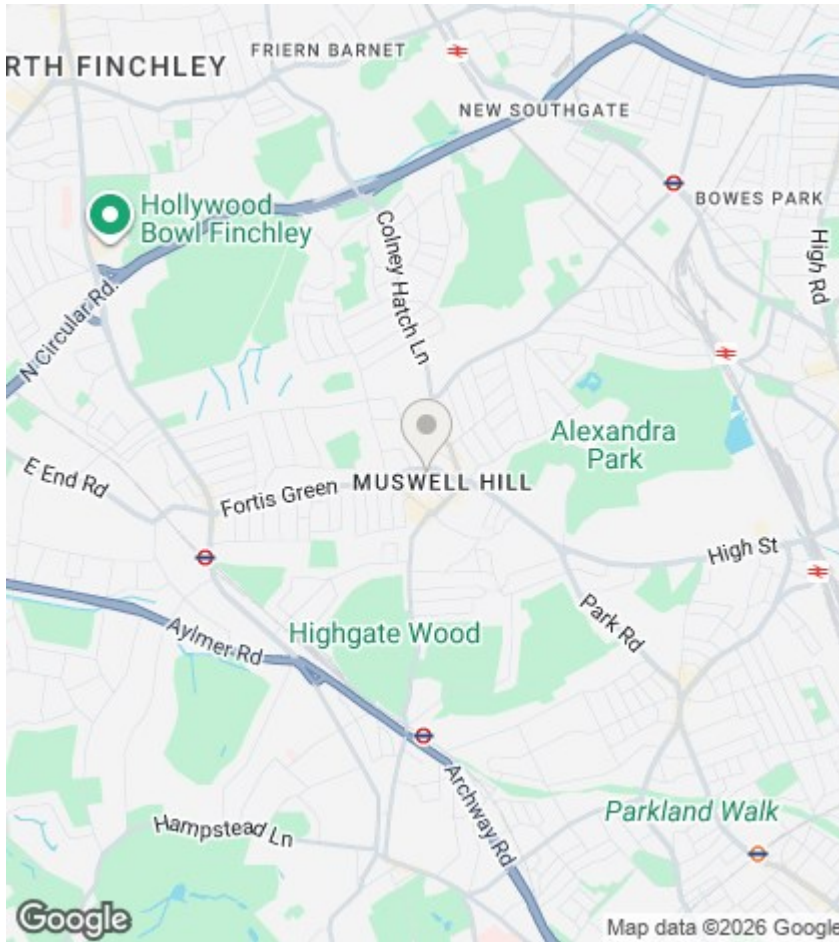 FRIERN BARNET
RTH FINCHLEY
NEW SOUTHGATE
BOWES PARK
Hollywood
Bowl Finchley
Colney Hatch Ln
High Rd
N Circular Rd
Alexandra
Park
E End Rd
Fortis Green
MUSWELL HILL
High St
Highgate Wood
Park Rd
Aylmer Rd
Archway Rd
Parkland Walk
Hampstead Ln
Google
Map data ©2026 Google